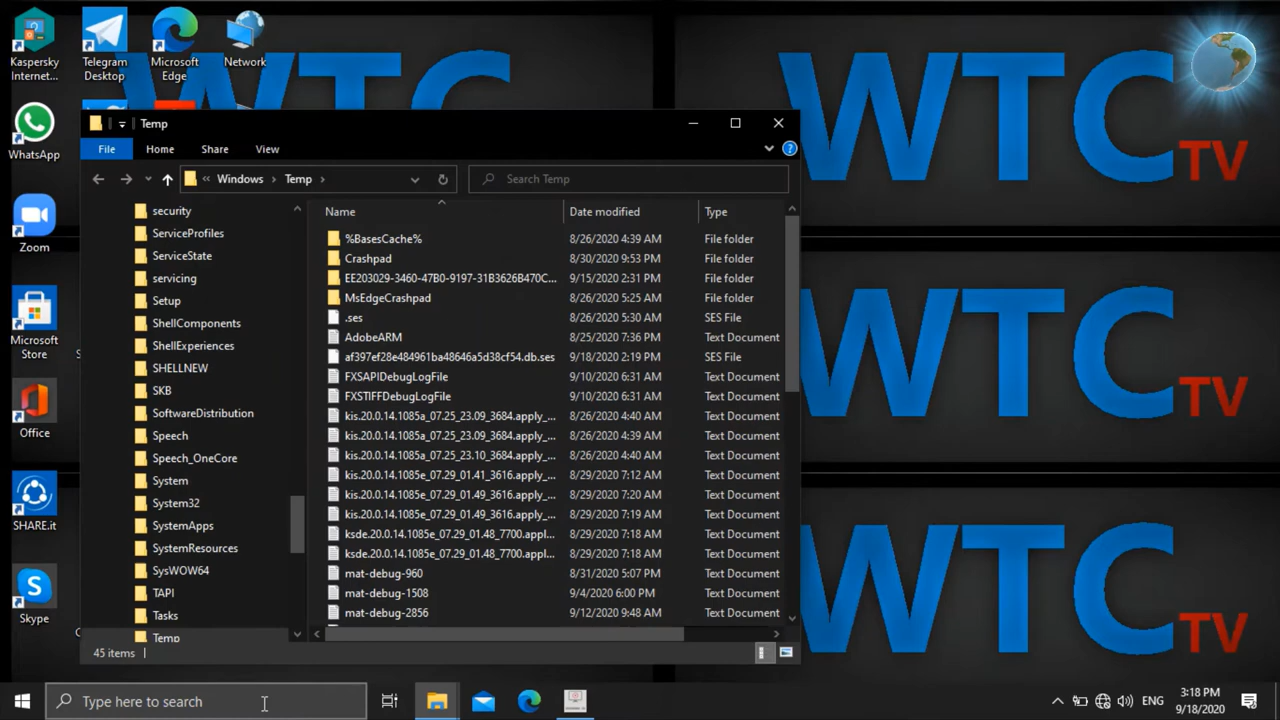 Kaspersky
Internet...
Telegram
Desktop
Microsoft
Edge
Network
WhatsApp
Zoom
Microsoft
Store
Office
SHARE.it
Skype
WTC
TV
WTC
TV
WTC
TV
Temp
File
Home
Share
View
Windows
Temp
Search Temp
security
ServiceProfiles
ServiceState
servicing
Setup
ShellComponents
ShellExperiences
SHELLNEW
SKB
SoftwareDistribution
Speech
Speech_OneCore
System
System32
SystemApps
SystemResources
SysWOW64
TAPI
Tasks
Temp
Name Date modified Type
%BasesCache% 8/26/2020 4:39 AM File folder
Crashpad 8/30/2020 9:53 PM File folder
EE203029-3460-47B0-9197-31B3626B470C... 9/15/2020 2:31 PM File folder
MsEdgeCrashpad 8/26/2020 5:25 AM File folder
.ses 8/26/2020 5:30 AM SES File
AdobeARM 8/25/2020 7:36 PM Text Document
af397ef28e484961ba48646a5d38cf54.db.ses 9/18/2020 2:19 PM SES File
FXSAPIDebugLogFile 9/10/2020 6:31 AM Text Document
FXSTIFFDebugLogFile 9/10/2020 6:31 AM Text Document
kis.20.0.14.1085a_07.25_23.09_3684.apply_... 8/26/2020 4:40 AM Text Document
kis.20.0.14.1085a_07.25_23.09_3684.apply_... 8/26/2020 4:39 AM Text Document
kis.20.0.14.1085a_07.25_23.10_3684.apply_... 8/26/2020 4:40 AM Text Document
kis.20.0.14.1085e_07.29_01.41_3616.apply_... 8/29/2020 7:12 AM Text Document
kis.20.0.14.1085e_07.29_01.49_3616.apply_... 8/29/2020 7:20 AM Text Document
kis.20.0.14.1085e_07.29_01.49_3616.apply_... 8/29/2020 7:19 AM Text Document
ksde.20.0.14.1085e_07.29_01.48_7700.appl... 8/29/2020 7:18 AM Text Document
ksde.20.0.14.1085e_07.29_01.48_7700.appl... 8/29/2020 7:18 AM Text Document
mat-debug-960 8/31/2020 5:07 PM Text Document
mat-debug-1508 9/4/2020 6:00 PM Text Document
mat-debug-2856 9/12/2020 9:48 AM Text Document
45 items
Type here to search
ENG
3:18 PM
9/18/2020